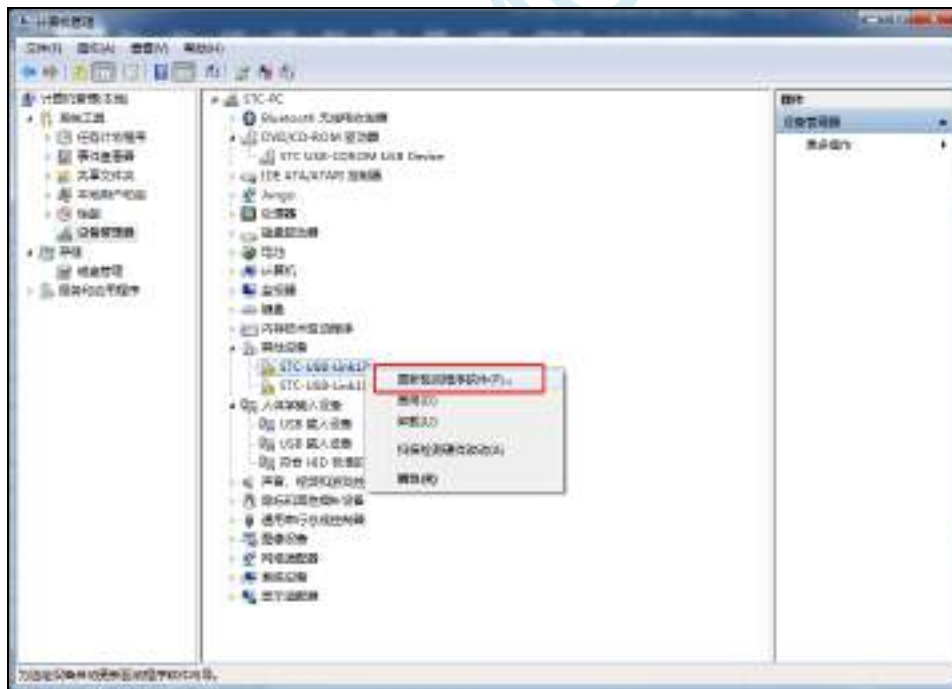 计算机管理
文件(F) 操作(A) 查看(V) 帮助(H)
计算机管理(本地)
系统工具
任务计划程序
事件查看器
共享文件夹
本地用户和组
性能
设备管理器
存储
磁盘管理
服务和应用程序
STC-PC
Bluetooth 无线电收发器
DVD/CD-ROM 驱动器
STC USB-CDROM USB Device
IDE ATA/ATAPI 控制器
Jungo
处理器
磁盘驱动器
电池
计算机
监视器
键盘
内存技术驱动程序
其他设备
STC-USB-Link1
STC-USB-Link1
人体学输入设备
USB 输入设备
USB 输入设备
符合 HID 标准的
声音、视频和游戏控
鼠标和其他指针设备
通用串行总线控制器
图像设备
网络适配器
系统设备
显示适配器
更新驱动程序软件(P)...
禁用(D)
卸载(U)
扫描检测硬件改动(A)
属性(R)
操作
设备管理器
更多操作
为选定设备启动更新驱动程序软件向导。